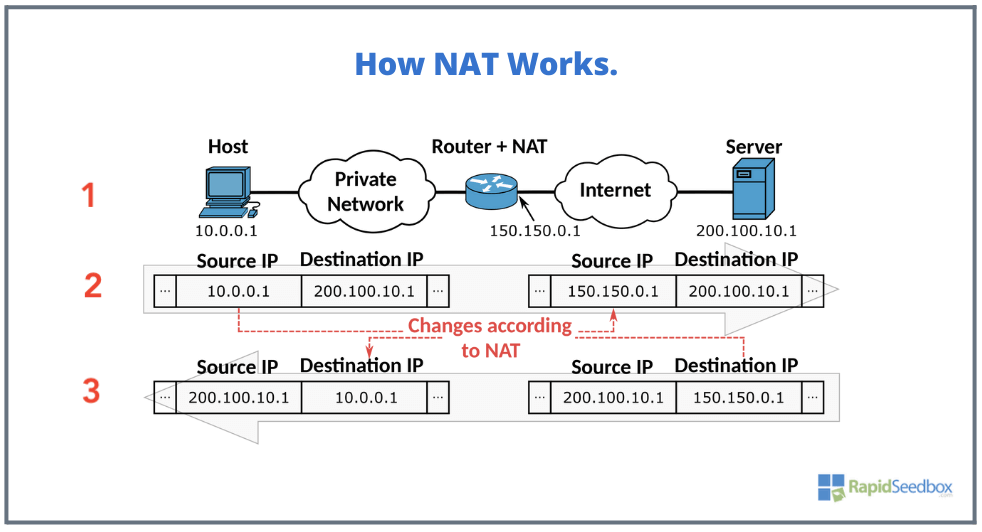 How NAT Works.
Host
Router + NAT
Server
1
Private
Network
Internet
10.0.0.1
150.150.0.1
200.100.10.1
2
Source IP Destination IP
Source IP Destination IP
... 10.0.0.1 200.100.10.1 ...
... 150.150.0.1 200.100.10.1 ...
Changes according
to NAT
3
Source IP Destination IP
Source IP Destination IP
... 200.100.10.1 10.0.0.1 ...
... 200.100.10.1 150.150.0.1 ...
RapidSeedbox
.com